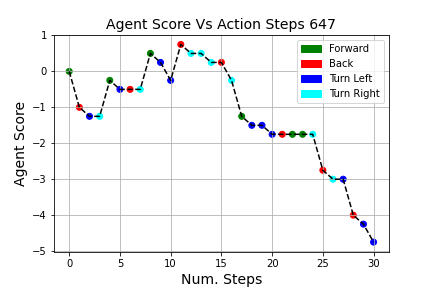 Agent Score Vs Action Steps 647
Agent Score
1
0
−1
−2
−3
−4
−5
Forward
Back
Turn Left
Turn Right
0 5 10 15 20 25 30
Num. Steps